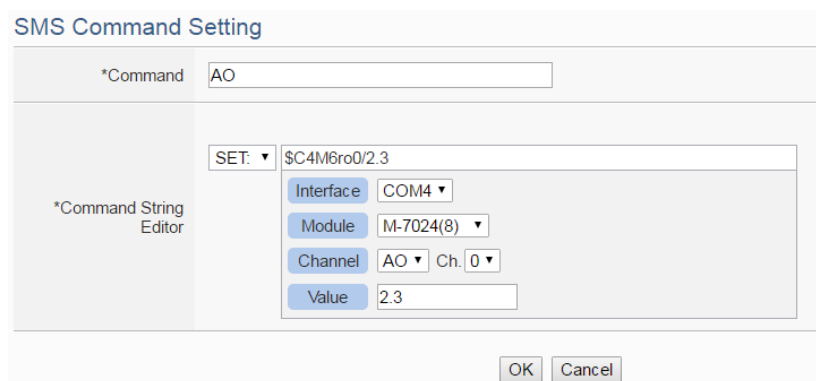 SMS Command Setting
*Command AO
SET: $C4M6ro0/2.3
Interface COM4
*Command String
Editor
Module M-7024(8)
Channel AO Ch. 0
Value 2.3
OK Cancel